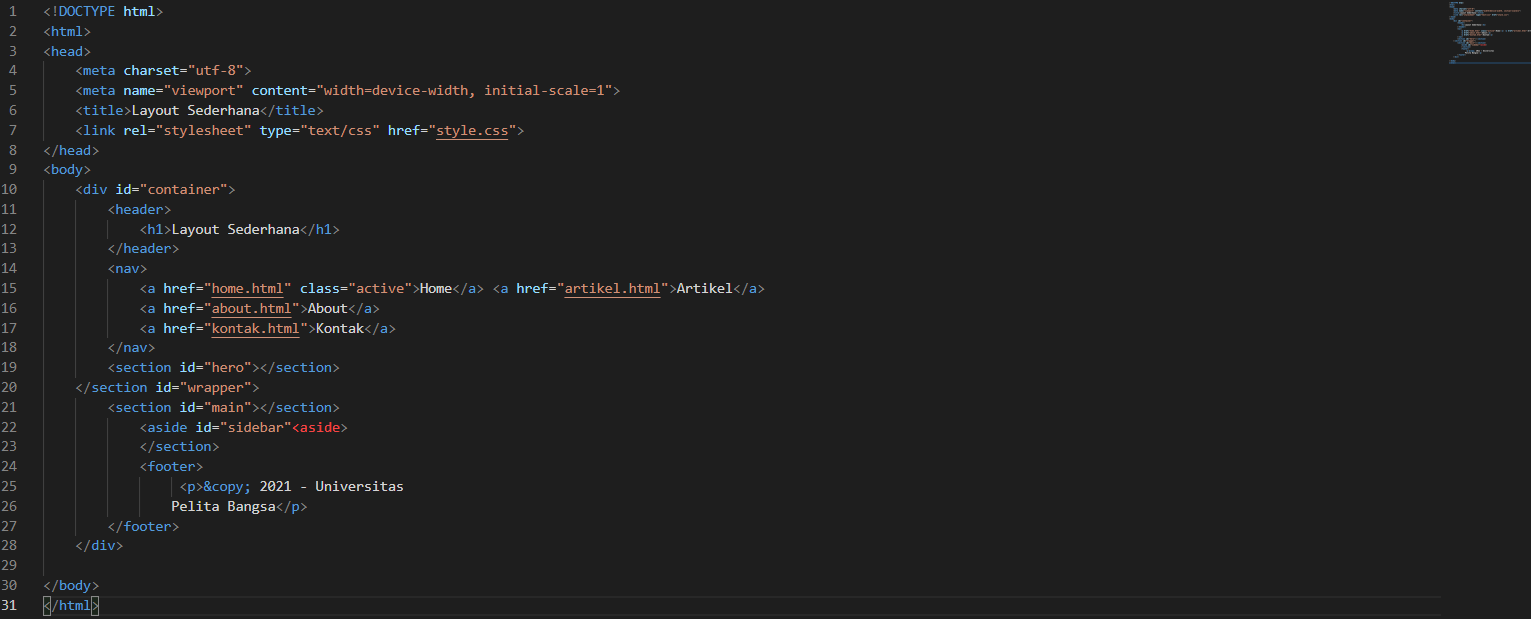 1 <!DOCTYPE html>
2 <html>
3 <head>
4     <meta charset="utf-8">
5     <meta name="viewport" content="width=device-width, initial-scale=1">
6     <title>Layout Sederhana</title>
7     <link rel="stylesheet" type="text/css" href="style.css">
8 </head>
9 <body>
10     <div id="container">
11         <header>
12             <h1>Layout Sederhana</h1>
13         </header>
14         <nav>
15             <a href="home.html" class="active">Home</a> <a href="artikel.html">Artikel</a>
16             <a href="about.html">About</a>
17             <a href="kontak.html">Kontak</a>
18         </nav>
19         <section id="hero"></section>
20     </section id="wrapper">
21         <section id="main"></section>
22             <aside id="sidebar"<aside>
23             </section>
24             <footer>
25                  <p>&copy; 2021 - Universitas
26                 Pelita Bangsa</p>
27         </footer>
28     </div>
29
30 </body>
31 </html>